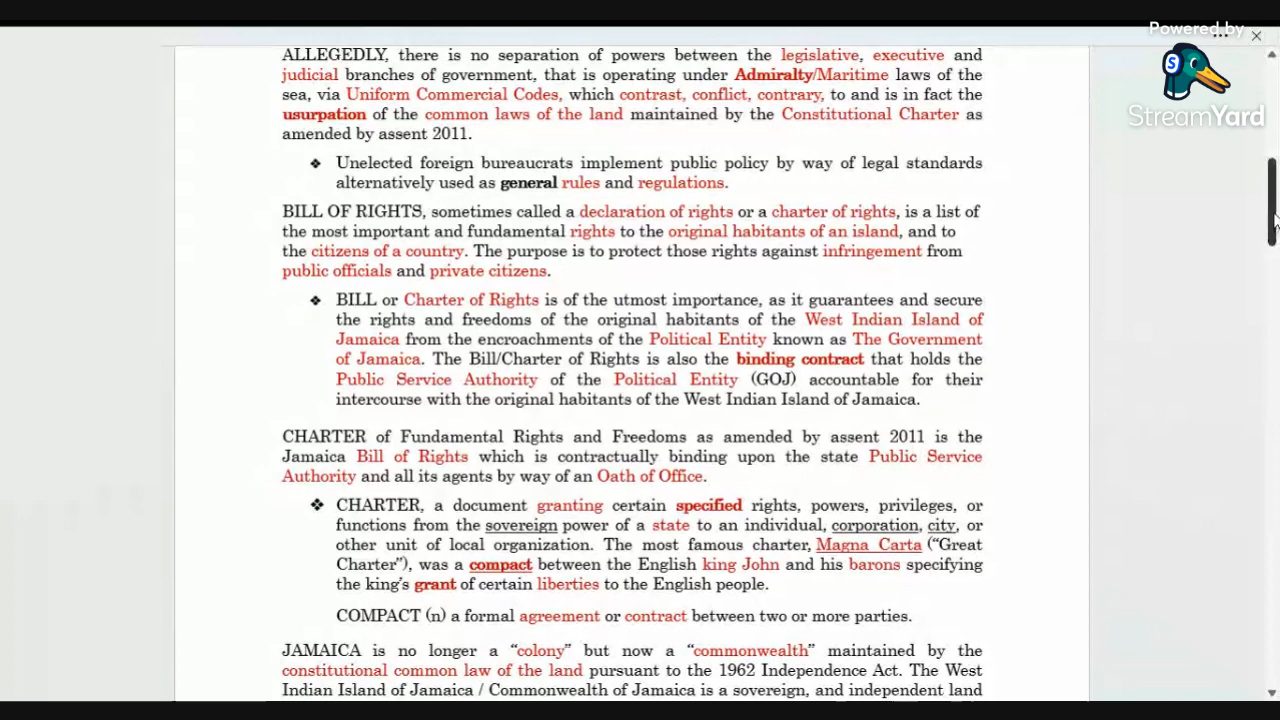 Powered by
StreamYard
ALLEGEDLY, there is no separation of powers between the legislative, executive and
judicial branches of government, that is operating under Admiralty/Maritime laws of the
sea, via Uniform Commercial Codes, which contrast, conflict, contrary, to and is in fact the
usurpation of the common laws of the land maintained by the Constitutional Charter as
amended by assent 2011.
❖ Unelected foreign bureaucrats implement public policy by way of legal standards
alternatively used as general rules and regulations.
BILL OF RIGHTS, sometimes called a declaration of rights or a charter of rights, is a list of
the most important and fundamental rights to the original habitants of an island, and to
the citizens of a country. The purpose is to protect those rights against infringement from
public officials and private citizens.
❖ BILL or Charter of Rights is of the utmost importance, as it guarantees and secure
the rights and freedoms of the original habitants of the West Indian Island of
Jamaica from the encroachments of the Political Entity known as The Government
of Jamaica. The Bill/Charter of Rights is also the binding contract that holds the
Public Service Authority of the Political Entity (GOJ) accountable for their
intercourse with the original habitants of the West Indian Island of Jamaica.
CHARTER of Fundamental Rights and Freedoms as amended by assent 2011 is the
Jamaica Bill of Rights which is contractually binding upon the state Public Service
Authority and all its agents by way of an Oath of Office.
❖ CHARTER, a document granting certain specified rights, powers, privileges, or
functions from the sovereign power of a state to an individual, corporation, city, or
other unit of local organization. The most famous charter, Magna Carta (“Great
Charter”), was a compact between the English king John and his barons specifying
the king’s grant of certain liberties to the English people.
COMPACT (n) a formal agreement or contract between two or more parties.
JAMAICA is no longer a “colony” but now a “commonwealth” maintained by the
constitutional common law of the land pursuant to the 1962 Independence Act. The West
Indian Island of Jamaica / Commonwealth of Jamaica is a sovereign, and independent land